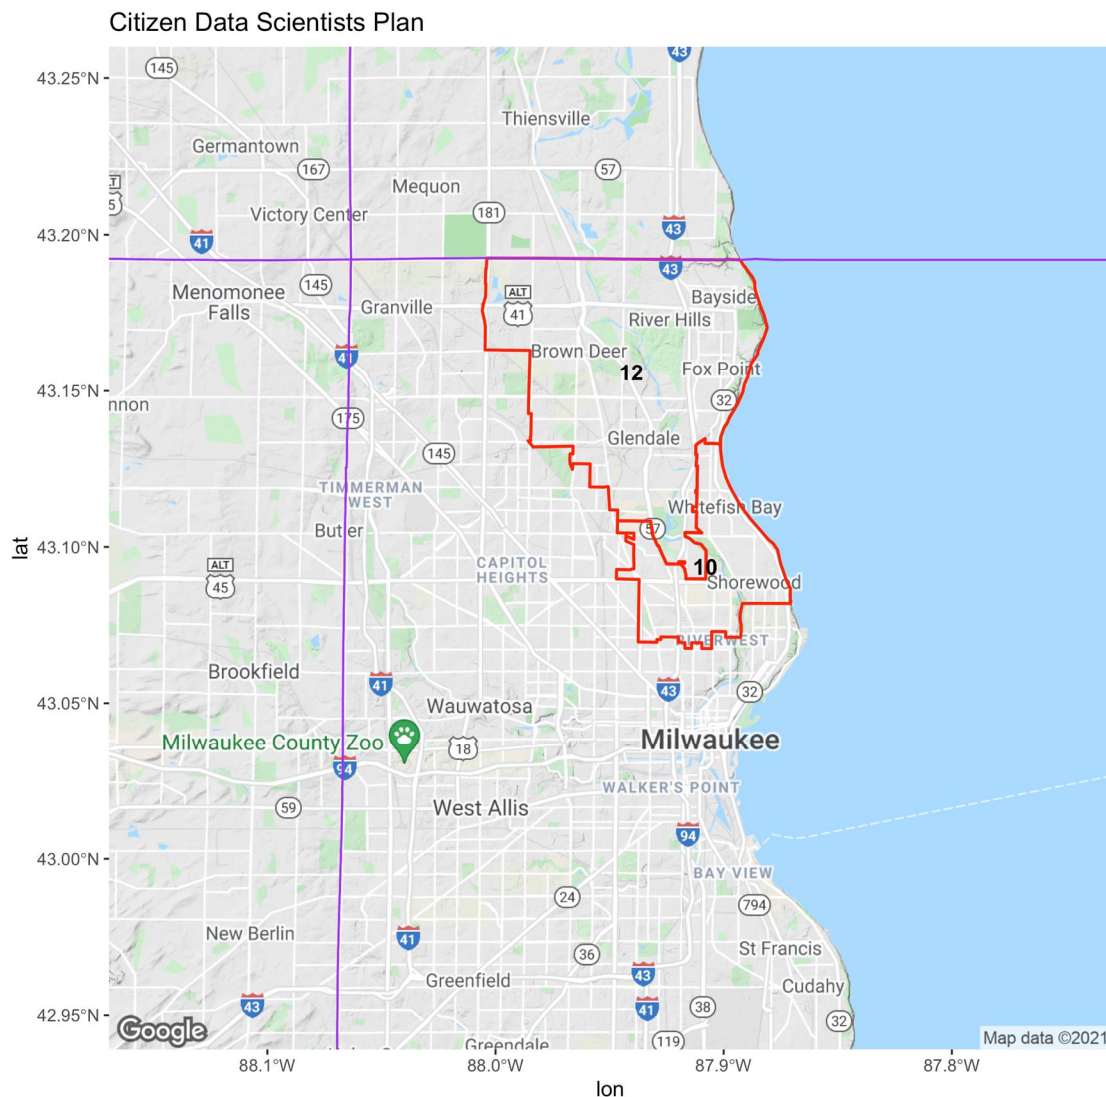 Citizen Data Scientists Plan
43
43.25°N
145
Thiensville
Germantown
167
57
Mequon
5
Victory Center
181
43.20°N
41
43
43
145
ALT
Menomonee
Falls
Granville
41
Bayside
River Hills
41
Brown Deer
12
Fox Point
43.15°N
32
nnon
175
Glendale
145
TIMMERMAN
WEST
Whitefish Bay
Butler
57
43.10°N
ALT
45
CAPITOL
HEIGHTS
10
Shorewood
RIVERWEST
Brookfield
41
43
32
43.05°N
Wauwatosa
Milwaukee County Zoo
18
Milwaukee
94
WALKER'S POINT
59
West Allis
94
43.00°N
BAY VIEW
24
794
New Berlin
41
36
St Francis
43
Greenfield
Cudahy
43
41
38
32
42.95°N
Google
119
Greendale
Map data ©2021
88.1°W
88.0°W
87.9°W
87.8°W
lon
lat